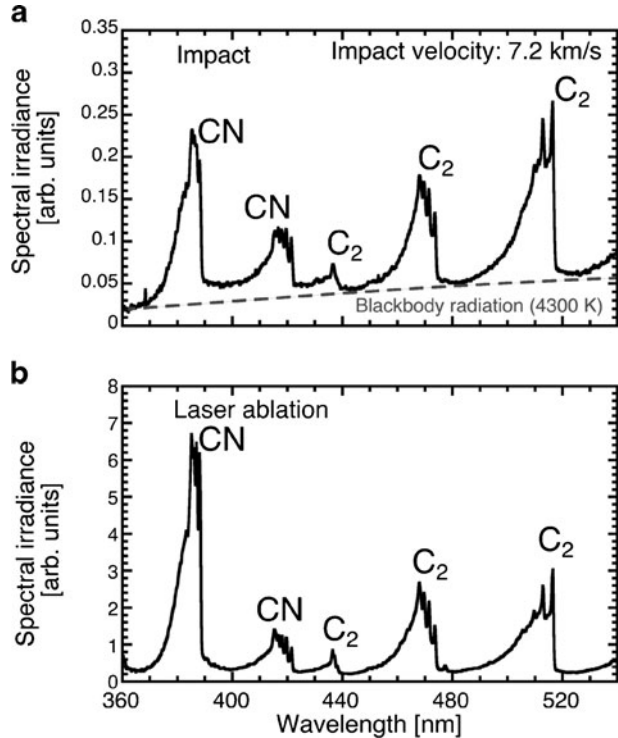 a
Impact
Impact velocity: 7.2 km/s
CN
CN
C₂
C₂
C₂
Blackbody radiation (4300 K)
Spectral irradiance
[arb. units]
0.35
0.3
0.25
0.2
0.15
0.1
0.05
0
b
Laser ablation
CN
CN
C₂
C₂
C₂
Spectral irradiance
[arb. units]
8
7
6
5
4
3
2
1
0
360 400 440 480 520
Wavelength [nm]